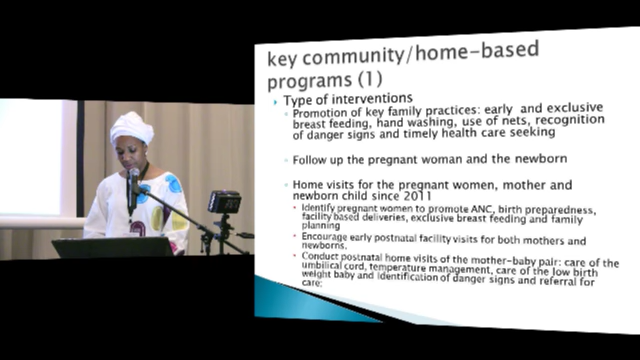 key community/home-based
programs (1)
Type of interventions
Promotion of key family practices: early and exclusive
breast feeding, hand washing, use of nets, recognition
of danger signs and timely health care seeking
Follow up the pregnant woman and the newborn
Home visits for the pregnant women, mother and
newborn child since 2011
Identify pregnant women to promote ANC, birth preparedness,
facility based deliveries, exclusive breast feeding and family
planning
Encourage early postnatal facility visits for both mothers and
newborns.
Conduct postnatal home visits of the mother-baby pair: care of the
umbilical cord, temperature management, care of the low birth
weight baby and identification of danger signs and referral for
care;